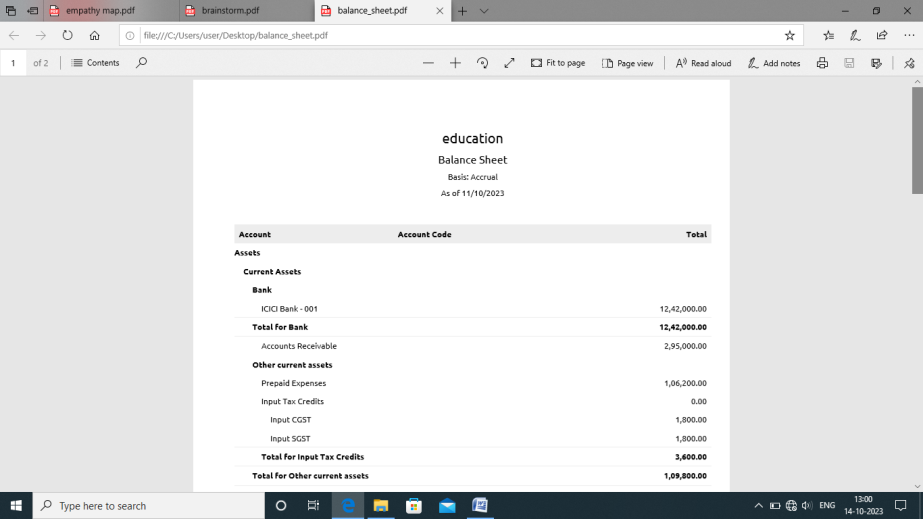 empathy map.pdf brainstorm.pdf balance_sheet.pdf
file:///C:/Users/user/Desktop/balance_sheet.pdf
1 of 2 Contents Fit to page Page view Read aloud Add notes
education
Balance Sheet
Basis: Accrual
As of 11/10/2023
Account Account Code Total
Assets
Current Assets
Bank
ICICI Bank - 001 12,42,000.00
Total for Bank 12,42,000.00
Accounts Receivable 2,95,000.00
Other current assets
Prepaid Expenses 1,06,200.00
Input Tax Credits 0.00
Input CGST 1,800.00
Input SGST 1,800.00
Total for Input Tax Credits 3,600.00
Total for Other current assets 1,09,800.00
Type here to search ENG 13:00
14-10-2023